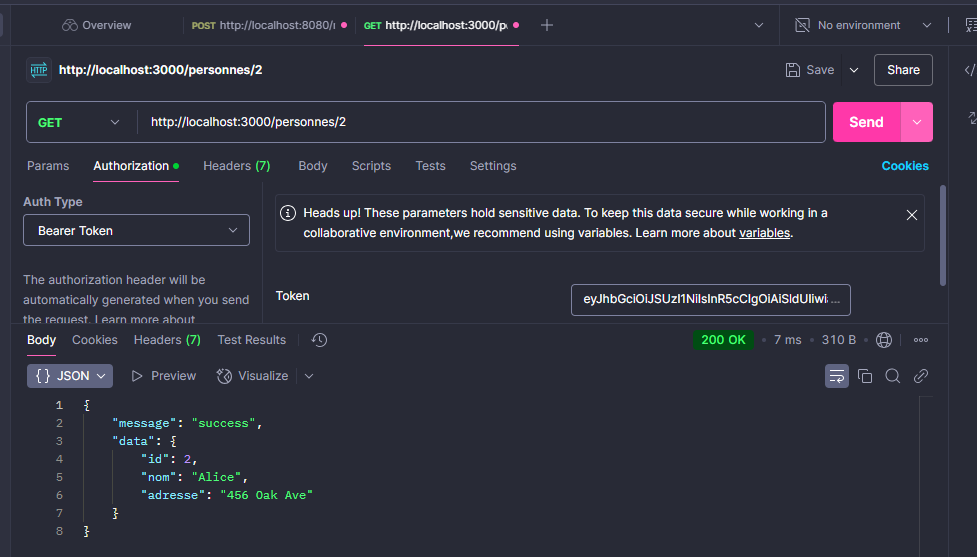 Overview
POST http://localhost:8080/
GET http://localhost:3000/p
No environment
HTTP http://localhost:3000/personnes/2
Save
Share
GET
http://localhost:3000/personnes/2
Send
Params
Authorization
Headers (7)
Body
Scripts
Tests
Settings
Cookies
Auth Type
Bearer Token
The authorization header will be
automatically generated when you send
the request. Learn more about
Heads up! These parameters hold sensitive data. To keep this data secure while working in a
collaborative environment,we recommend using variables. Learn more about variables.
Token
Body
Cookies
Headers (7)
Test Results
200 OK
7 ms
310 B
{} JSON
Preview
Visualize
1 {
2 "message": "success",
3 "data": {
4 "id": 2,
5 "nom": "Alice",
6 "adresse": "456 Oak Ave"
7 }
8 }